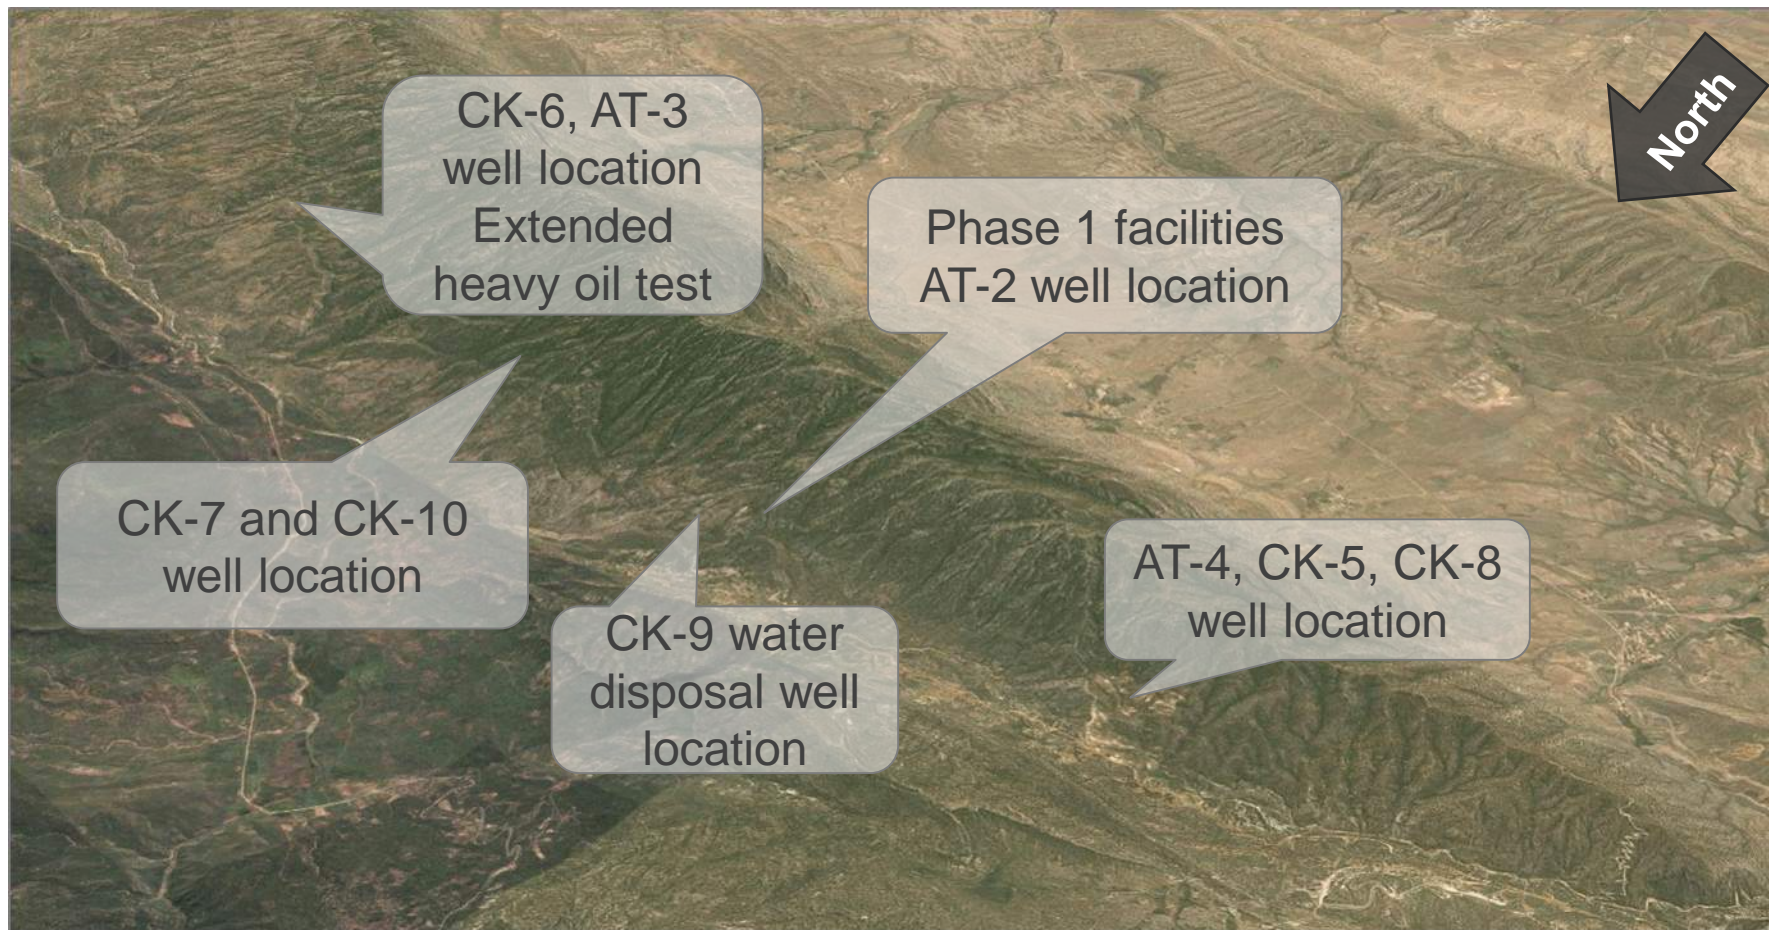 CK-6, AT-3
well location
Extended
heavy oil test
North
Phase 1 facilities
AT-2 well location
CK-7 and CK-10
well location
AT-4, CK-5, CK-8
well location
CK-9 water
disposal well
location